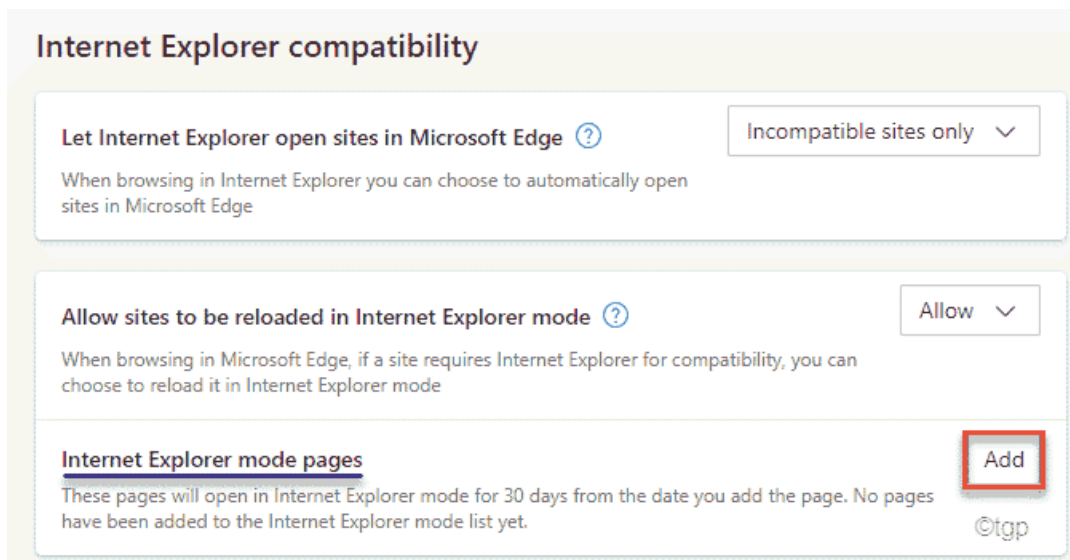 Internet Explorer compatibility
Let Internet Explorer open sites in Microsoft Edge ?
Incompatible sites only
When browsing in Internet Explorer you can choose to automatically open
sites in Microsoft Edge
Allow sites to be reloaded in Internet Explorer mode ?
Allow
When browsing in Microsoft Edge, if a site requires Internet Explorer for compatibility, you can
choose to reload it in Internet Explorer mode
Internet Explorer mode pages
Add
These pages will open in Internet Explorer mode for 30 days from the date you add the page. No pages
have been added to the Internet Explorer mode list yet.
©tgp